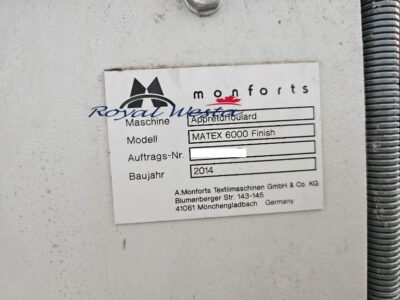 monforts
Royal Westa
Maschine Appreturfoulard
Modell MATEX 6000 Finish
Auftrags-Nr.
Baujahr 2014
A.Monforts Textilmaschinen GmbH & Co. KG
Blumenberger Str. 143-145
41061 Mönchengladbach Germany